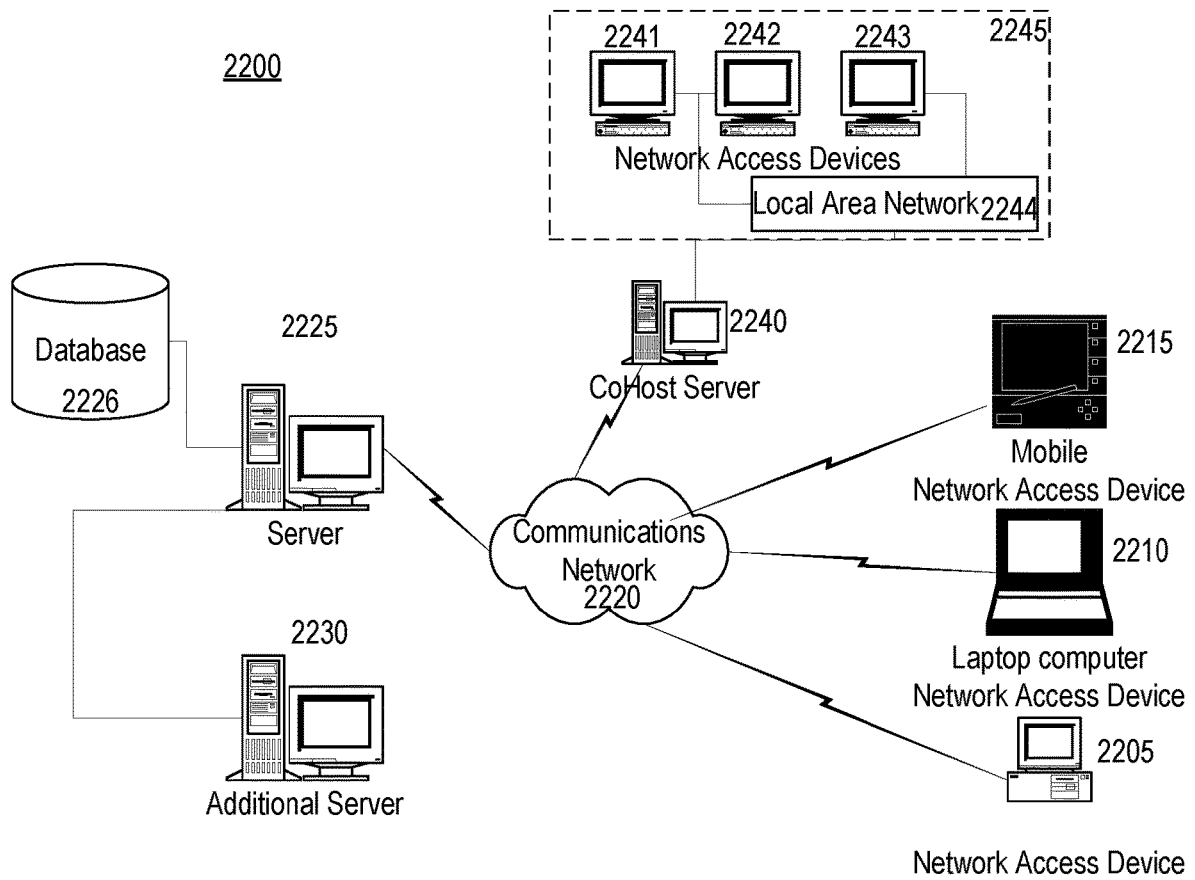 2200
2245
2241
2242
2243
Network Access Devices
Local Area Network 2244
Database
2226
2225
Server
2240
CoHost Server
2215
Mobile
Network Access Device
Communications
Network
2220
2210
Laptop computer
Network Access Device
2230
Additional Server
2205
Network Access Device